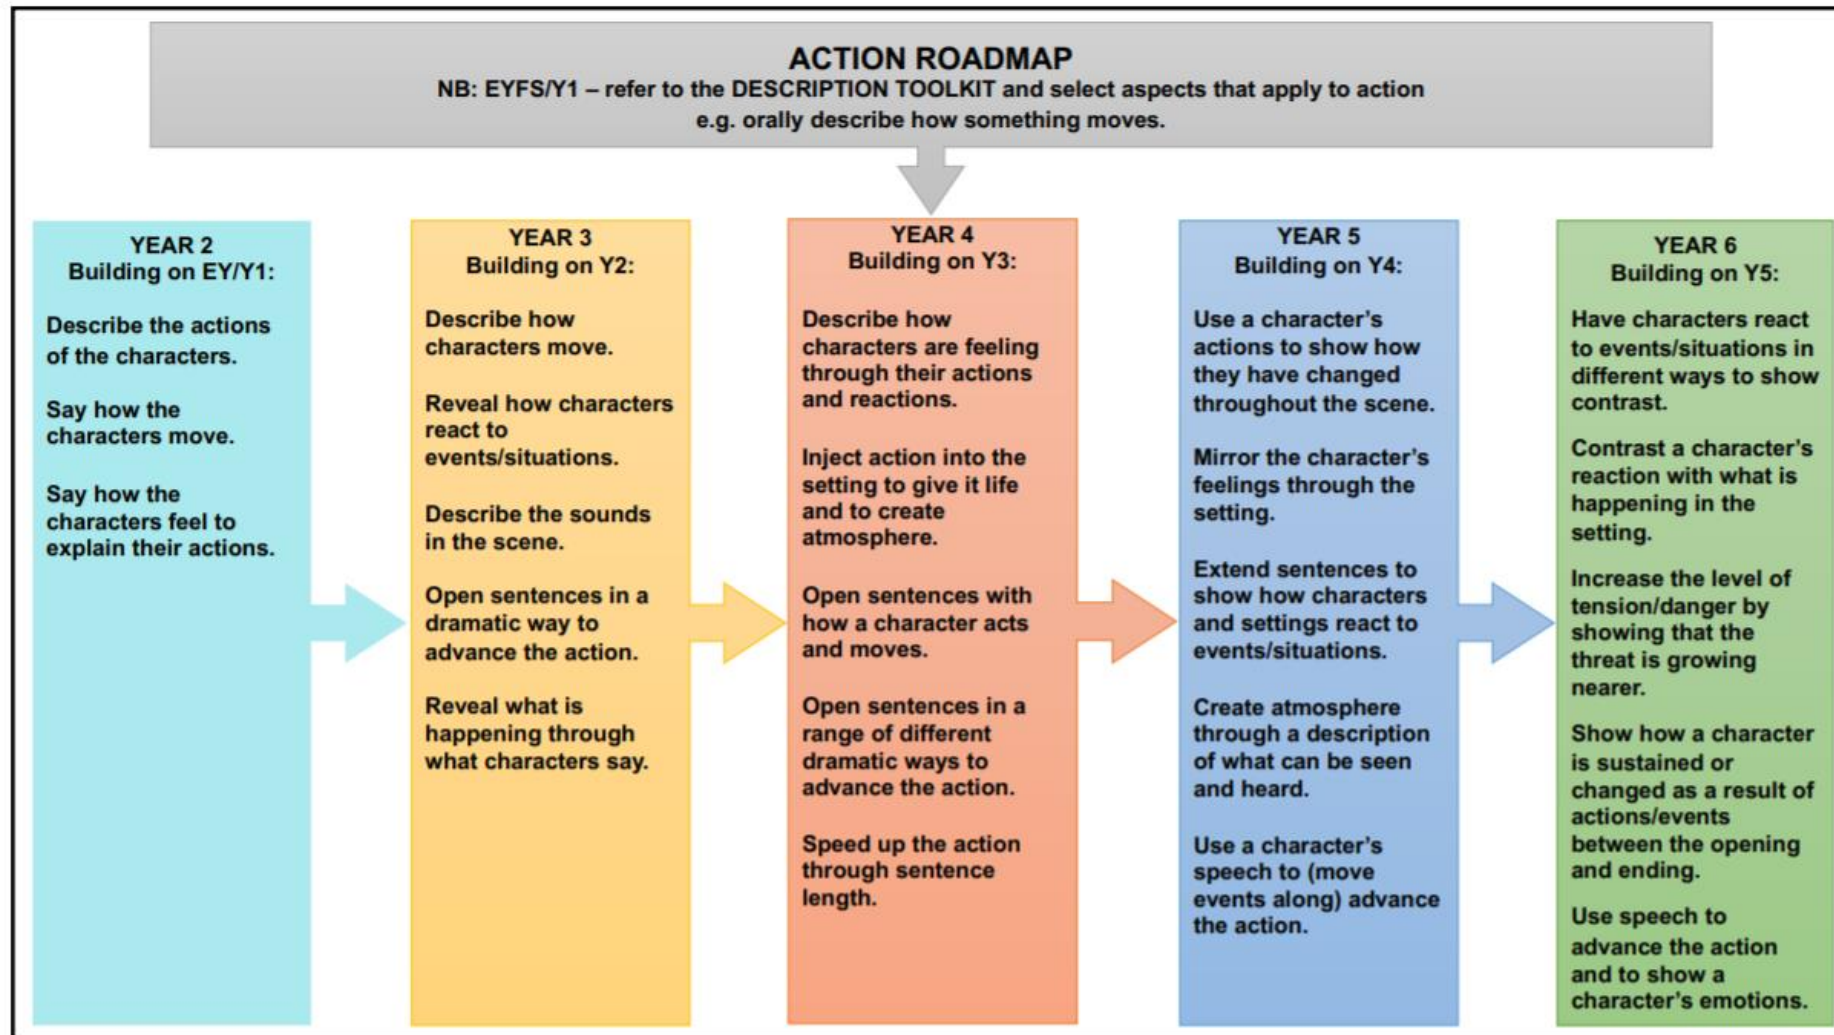 ACTION ROADMAP
NB: EYFS/Y1 – refer to the DESCRIPTION TOOLKIT and select aspects that apply to action
e.g. orally describe how something moves.
YEAR 2
Building on EY/Y1:
Describe the actions
of the characters.
Say how the
characters move.
Say how the
characters feel to
explain their actions.
YEAR 3
Building on Y2:
Describe how
characters move.
Reveal how characters
react to
events/situations.
Describe the sounds
in the scene.
Open sentences in a
dramatic way to
advance the action.
Reveal what is
happening through
what characters say.
YEAR 4
Building on Y3:
Describe how
characters are feeling
through their actions
and reactions.
Inject action into the
setting to give it life
and to create
atmosphere.
Open sentences with
how a character acts
and moves.
Open sentences in a
range of different
dramatic ways to
advance the action.
Speed up the action
through sentence
length.
YEAR 5
Building on Y4:
Use a character’s
actions to show how
they have changed
throughout the scene.
Mirror the character’s
feelings through the
setting.
Extend sentences to
show how characters
and settings react to
events/situations.
Create atmosphere
through a description
of what can be seen
and heard.
Use a character’s
speech to (move
events along) advance
the action.
YEAR 6
Building on Y5:
Have characters react
to events/situations in
different ways to show
contrast.
Contrast a character’s
reaction with what is
happening in the
setting.
Increase the level of
tension/danger by
showing that the
threat is growing
nearer.
Show how a character
is sustained or
changed as a result of
actions/events
between the opening
and ending.
Use speech to
advance the action
and to show a
character’s emotions.